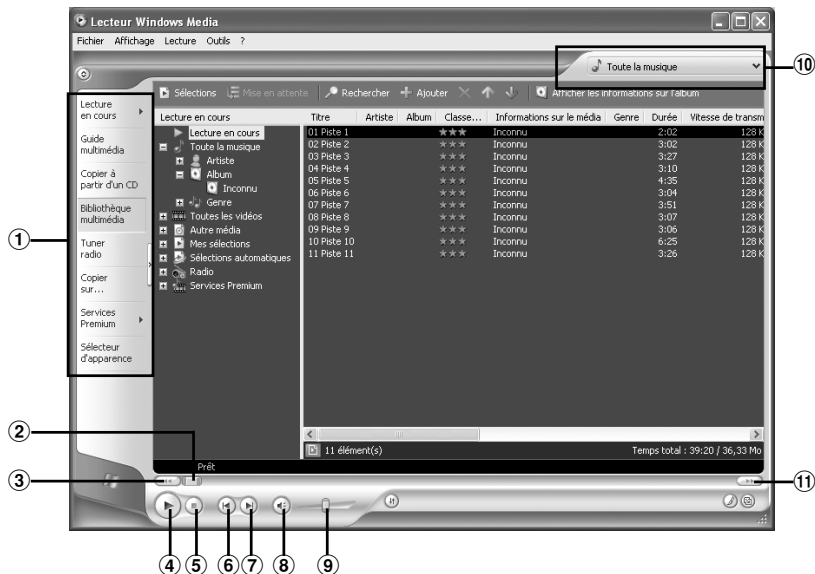 Lecteur Windows Media
Fichier Affichage Lecture Outils ?
Toute la musique
10
Sélections Mise en attente Rechercher Ajouter Afficher les informations sur l'album
Lecture en cours
Guide multimédia
Copier à partir d'un CD
Bibliothèque multimédia
Tuner radio
Copier sur...
Services Premium
Sélecteur d'apparence
1
Lecture en cours
Lecture en cours
Toute la musique
Artiste
Album
Inconnu
Genre
Toutes les vidéos
Autre média
Mes sélections
Sélections automatiques
Radio
Services Premium
Titre Artiste Album Classe... Informations sur le média Genre Durée Vitesse de transm
01 Piste 1 Inconnu 2:02 128 K
02 Piste 2 Inconnu 3:02 128 K
03 Piste 3 Inconnu 3:27 128 K
04 Piste 4 Inconnu 3:10 128 K
05 Piste 5 Inconnu 4:35 128 K
06 Piste 6 Inconnu 3:04 128 K
07 Piste 7 Inconnu 3:51 128 K
08 Piste 8 Inconnu 3:07 128 K
09 Piste 9 Inconnu 3:06 128 K
10 Piste 10 Inconnu 6:25 128 K
11 Piste 11 Inconnu 3:26 128 K
11 élément(s) Temps total : 39:20 / 36,33 Mo
Prêt
2
3
11
4 5 6 7 8 9